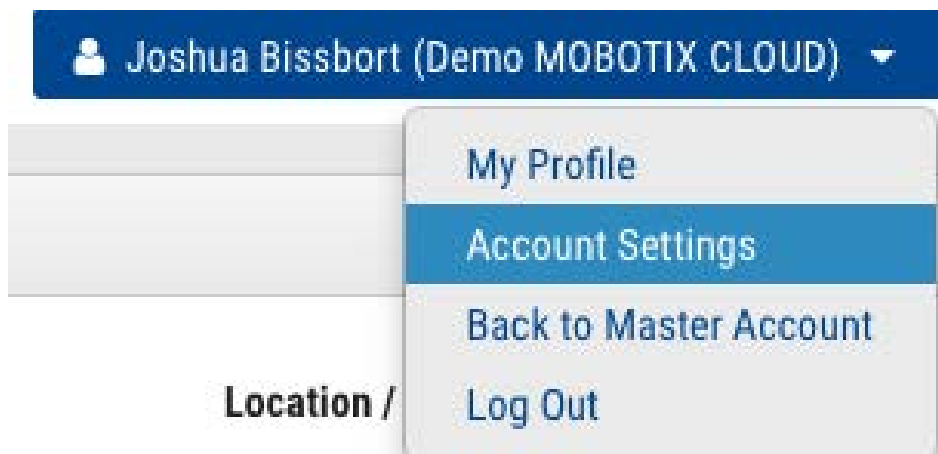 Joshua Bissbort (Demo MOBOTIX CLOUD)
My Profile
Account Settings
Back to Master Account
Location /
Log Out